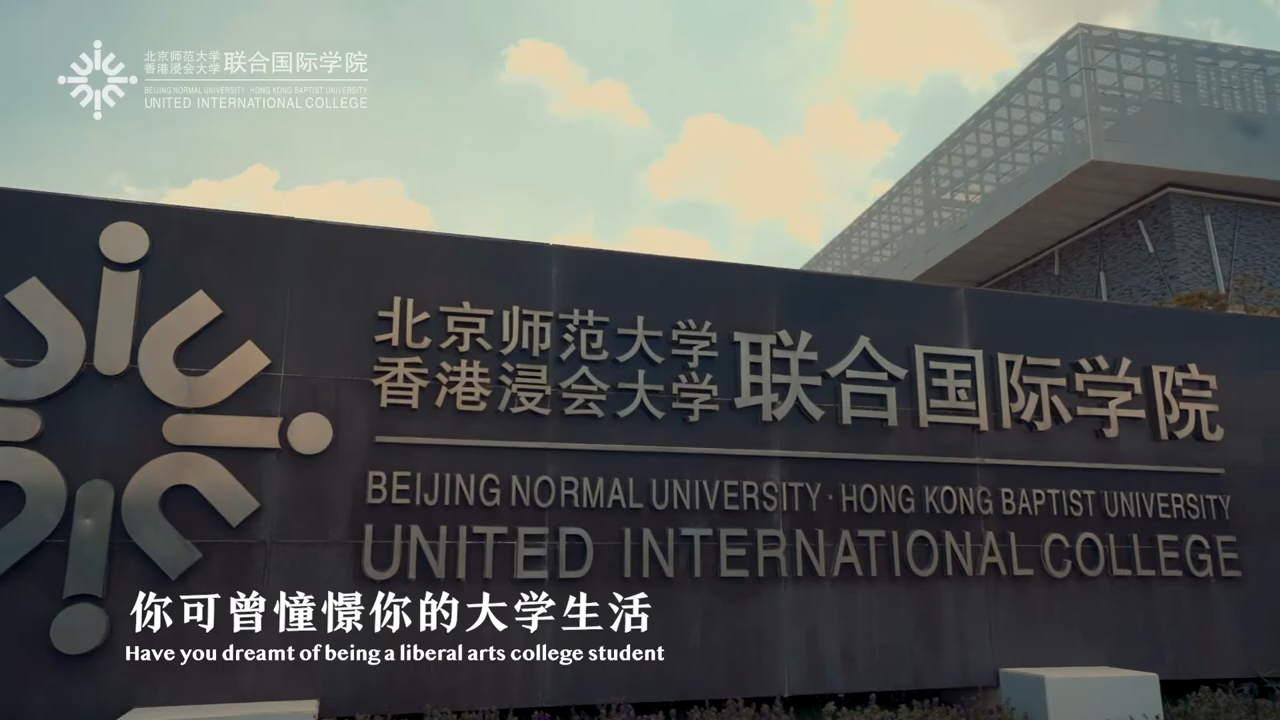 北京师范大学
香港浸会大学 联合国际学院
BEIJING NORMAL UNIVERSITY · HONG KONG BAPTIST UNIVERSITY
UNITED INTERNATIONAL COLLEGE
北京师范大学
香港浸会大学 联合国际学院
BEIJING NORMAL UNIVERSITY · HONG KONG BAPTIST UNIVERSITY
UNITED INTERNATIONAL COLLEGE
你可曾憧憬你的大学生活
Have you dreamt of being a liberal arts college student